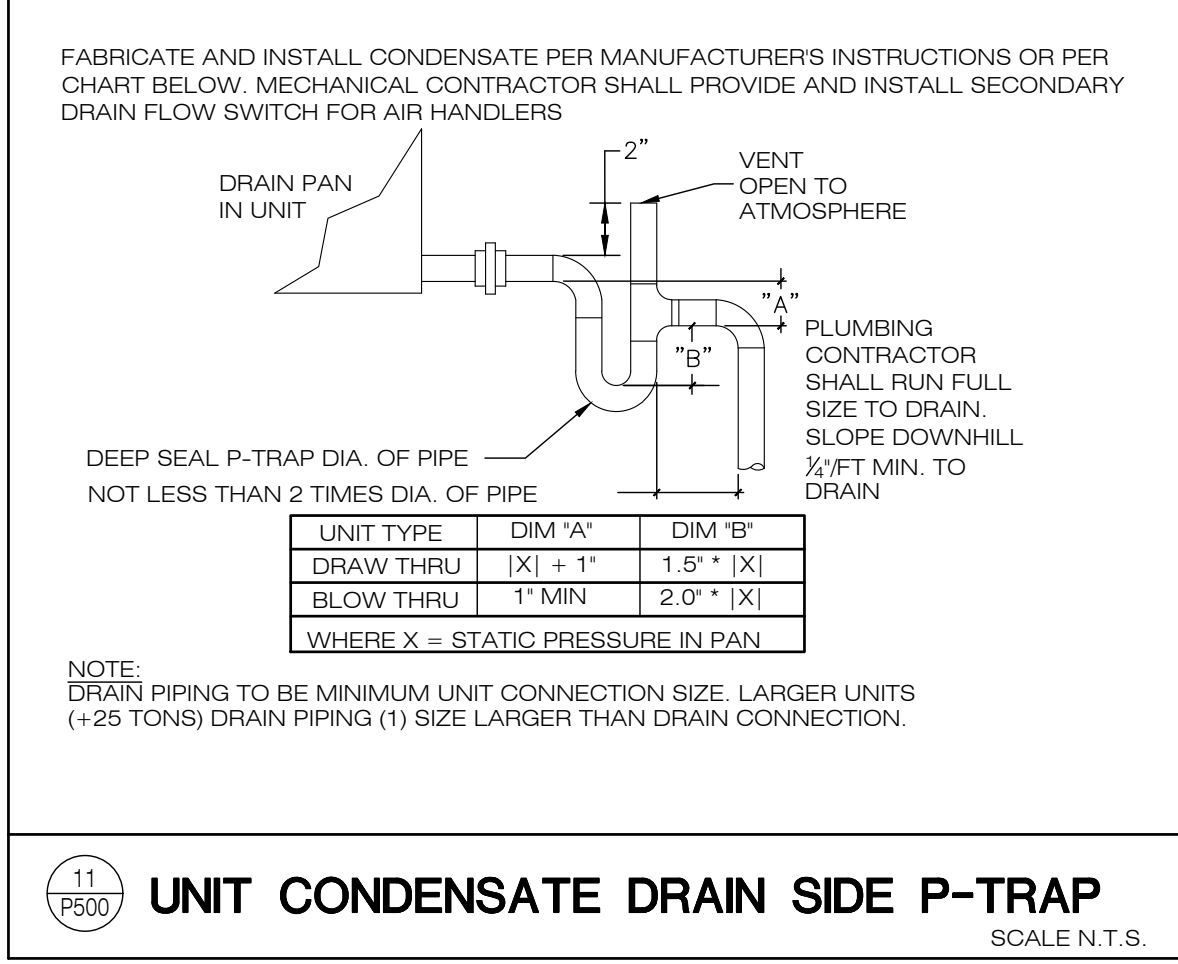 FABRICATE AND INSTALL CONDENSATE PER MANUFACTURER'S INSTRUCTIONS OR PER
CHART BELOW. MECHANICAL CONTRACTOR SHALL PROVIDE AND INSTALL SECONDARY
DRAIN FLOW SWITCH FOR AIR HANDLERS
2”
VENT
OPEN TO
ATMOSPHERE
DRAIN PAN
IN UNIT
”A”
”B”
PLUMBING
CONTRACTOR
SHALL RUN FULL
SIZE TO DRAIN.
SLOPE DOWNHILL
¼"/FT MIN. TO
DRAIN
DEEP SEAL P-TRAP DIA. OF PIPE
NOT LESS THAN 2 TIMES DIA. OF PIPE
UNIT TYPE DIM "A" DIM "B"
DRAW THRU |X| + 1" 1.5" * |X|
BLOW THRU 1" MIN 2.0" * |X|
WHERE X = STATIC PRESSURE IN PAN
NOTE:
DRAIN PIPING TO BE MINIMUM UNIT CONNECTION SIZE. LARGER UNITS
(+25 TONS) DRAIN PIPING (1) SIZE LARGER THAN DRAIN CONNECTION.
11
P500
UNIT CONDENSATE DRAIN SIDE P-TRAP
SCALE N.T.S.